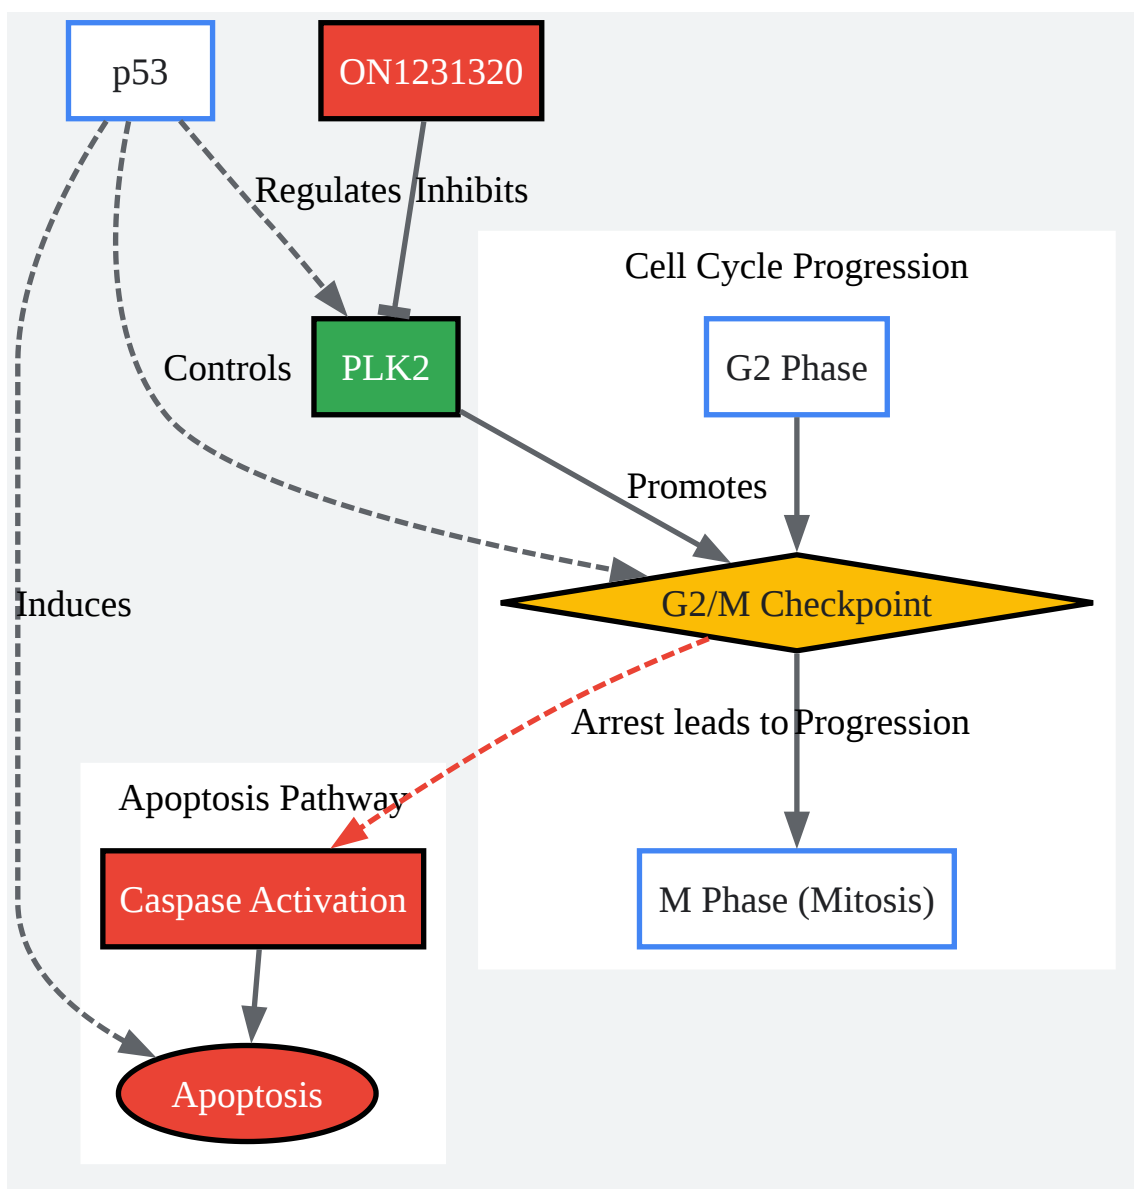 p53
ON1231320
Regulates
Inhibits
Cell Cycle Progression
Controls
PLK2
G2 Phase
Promotes
Induces
G2/M Checkpoint
Arrest leads to
Progression
Apoptosis Pathway
Caspase Activation
M Phase (Mitosis)
Apoptosis